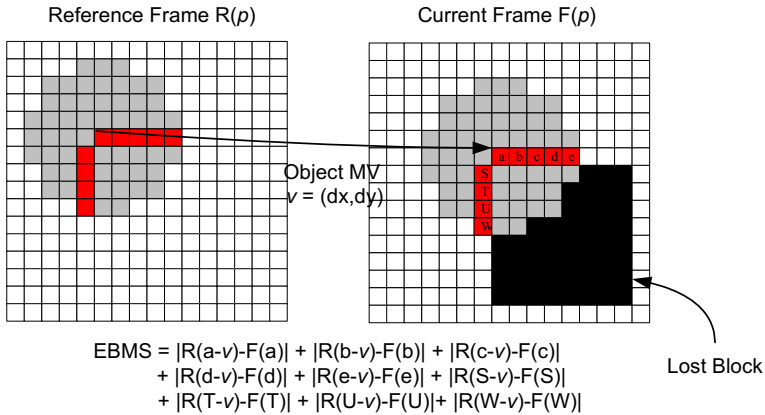 Reference Frame R(p)
Current Frame F(p)
a b c d e
S
T
U
W
Object MV
v = (dx,dy)
EBMS = |R(a-v)-F(a)| + |R(b-v)-F(b)| + |R(c-v)-F(c)|
+ |R(d-v)-F(d)| + |R(e-v)-F(e)| + |R(S-v)-F(S)|
+ |R(T-v)-F(T)| + |R(U-v)-F(U)|+ |R(W-v)-F(W)|
Lost Block